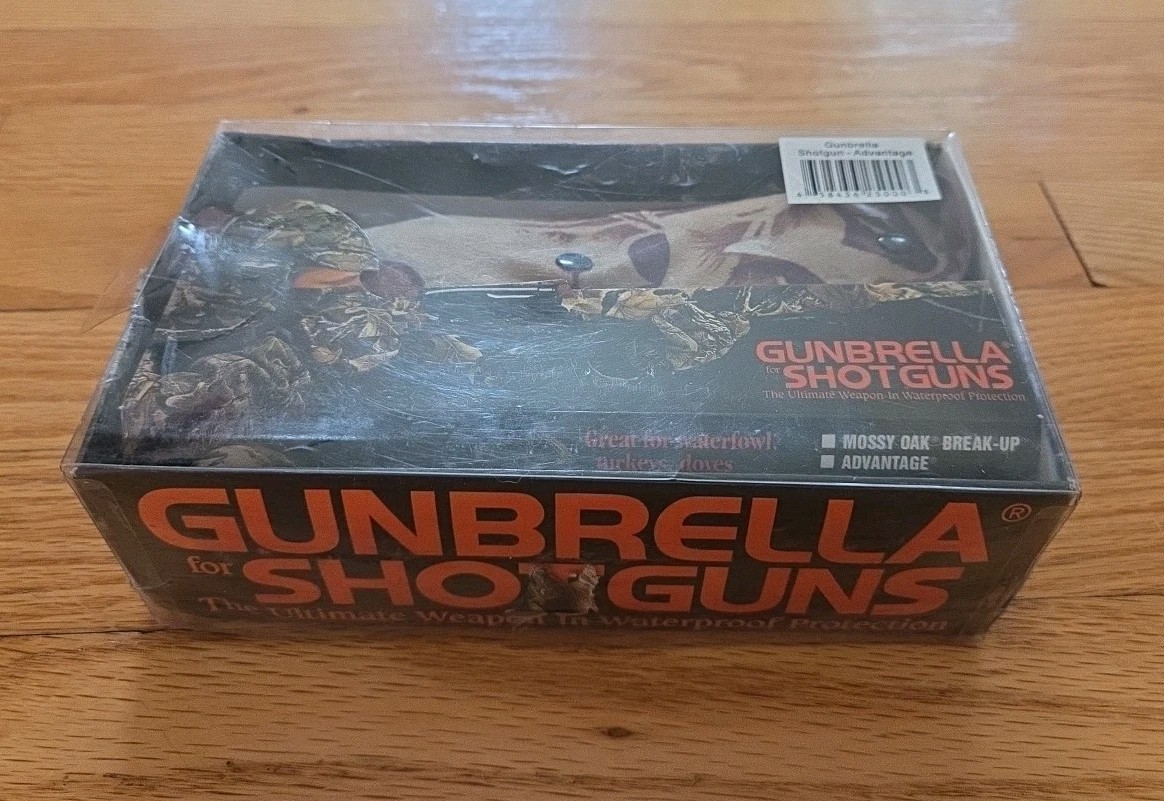 Gunbrella
Shotgun - Advantage
GUNBRELLA
for SHOTGUNS
The Ultimate Weapon In Waterproof Protection
Great for waterfowl,
turkeys, doves
MOSSY OAK® BREAK-UP
ADVANTAGE
GUNBRELLA®
for SHOTGUNS
The Ultimate Weapon In Waterproof Protection